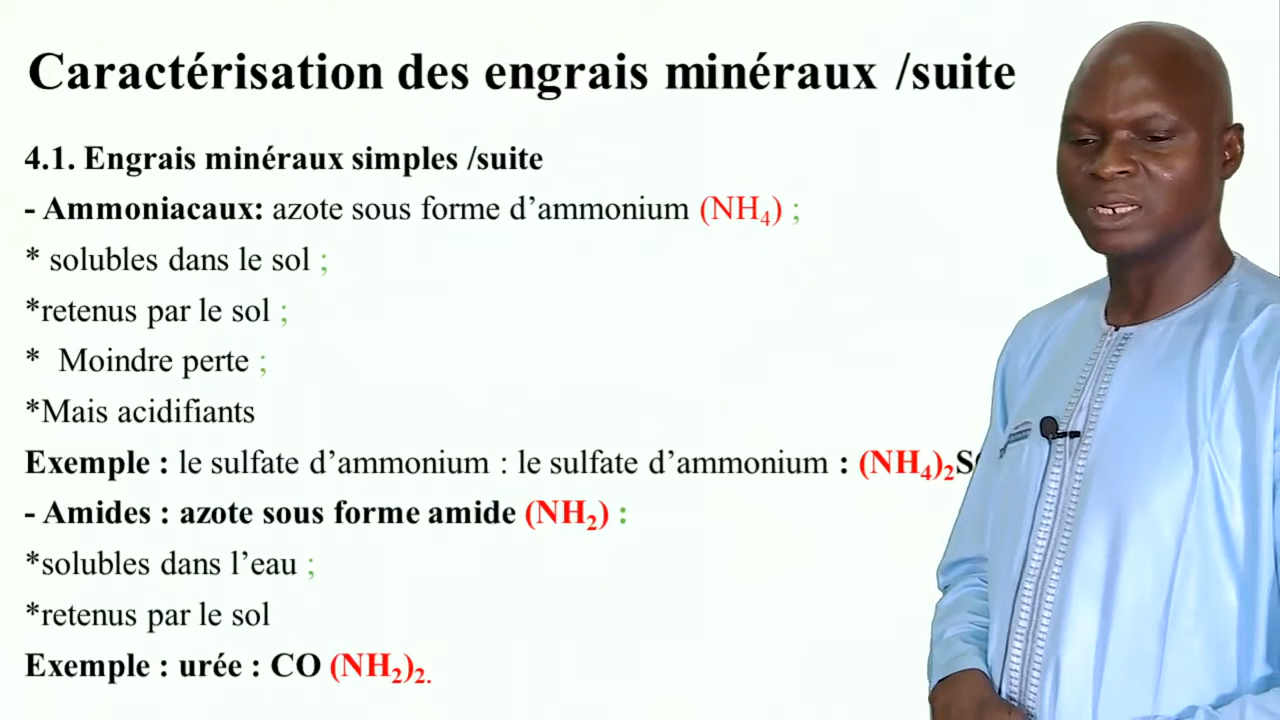 Caractérisation des engrais minéraux /suite
4.1. Engrais minéraux simples /suite
- Ammoniacaux: azote sous forme d’ammonium (NH₄) ;
* solubles dans le sol ;
*retenus par le sol ;
* Moindre perte ;
*Mais acidifiants
Exemple : le sulfate d’ammonium : le sulfate d’ammonium : (NH₄)₂S
- Amides : azote sous forme amide (NH₂) :
*solubles dans l’eau ;
*retenus par le sol
Exemple : urée : CO (NH₂)₂.